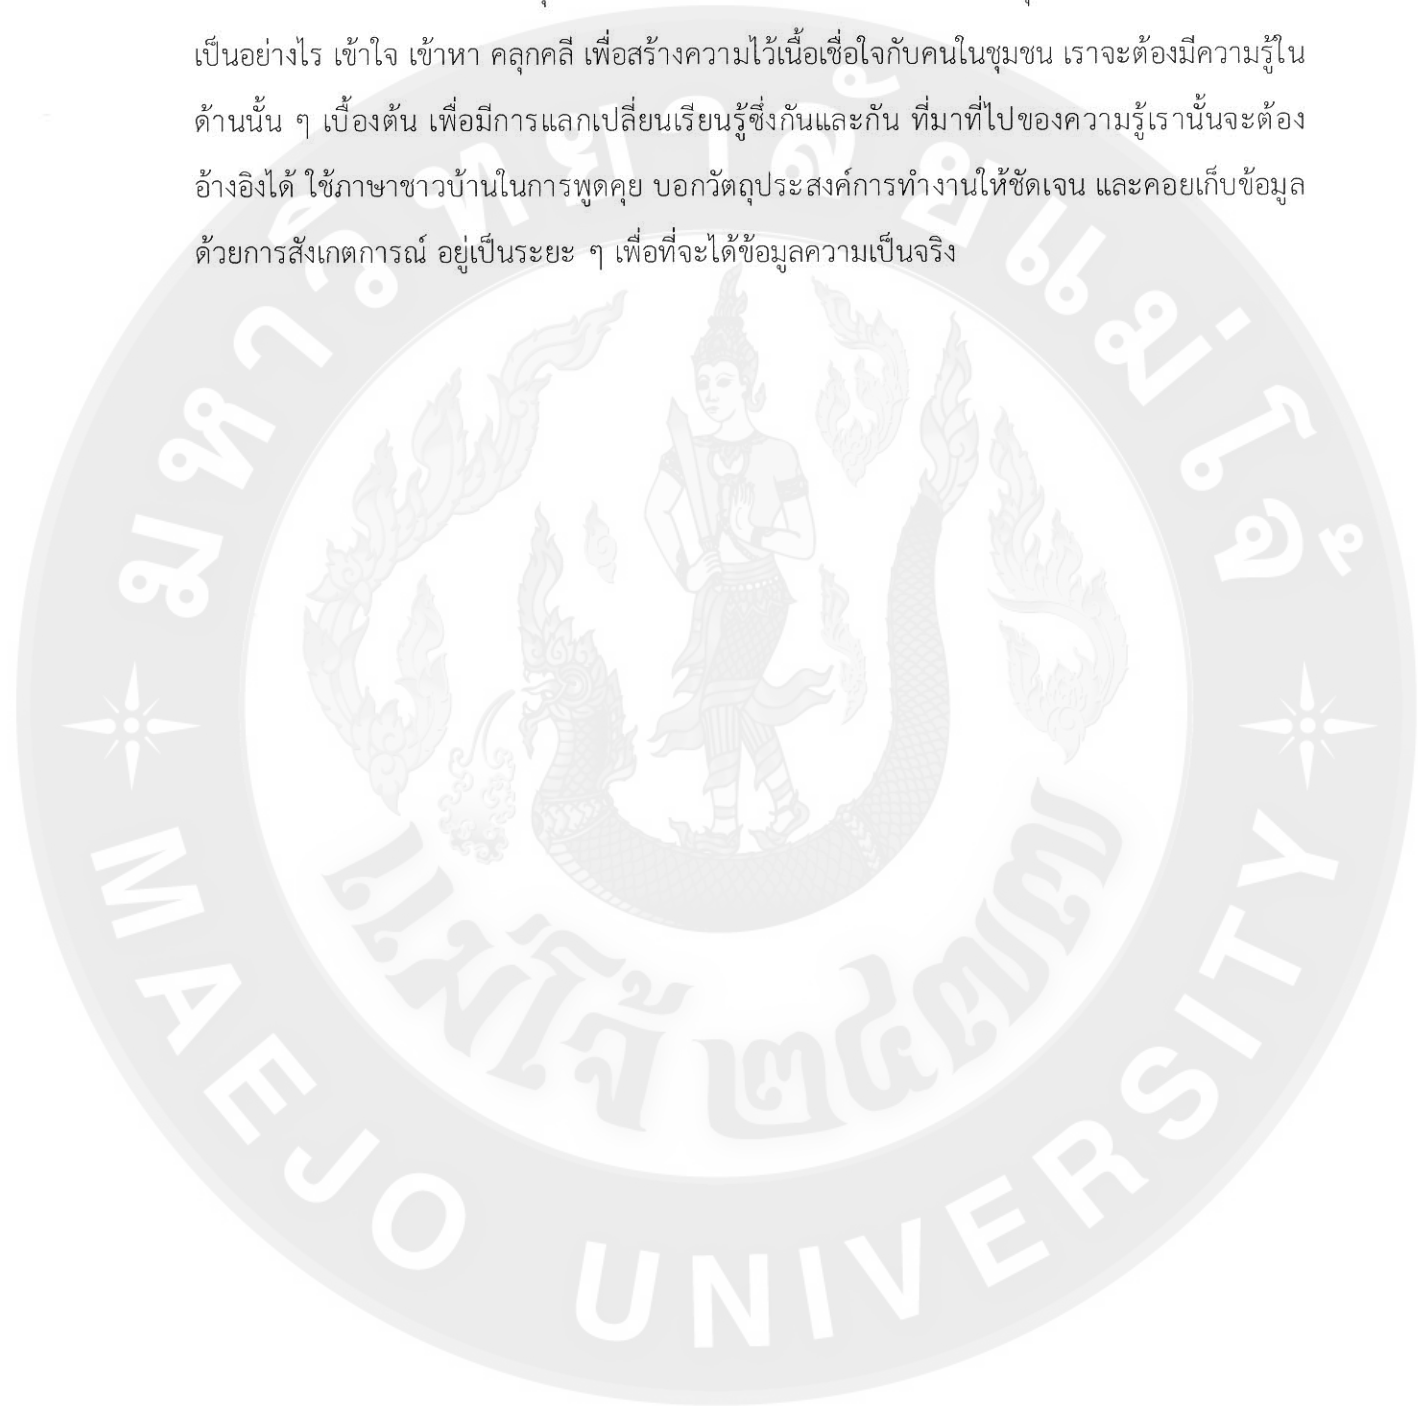 เป็นอย่างไร เข้าใจ เข้าหา คลุกคลี เพื่อสร้างความไว้เนื้อเชื่อใจกับคนในชุมชน เราจะต้องมีความรู้ใน
ด้านนั้น ๆ เบื้องต้น เพื่อมีการแลกเปลี่ยนเรียนรู้ซึ่งกันและกัน ที่มาที่ไปของความรู้เรานั้นจะต้อง
อ้างอิงได้ ใช้ภาษาชาวบ้านในการพูดคุย บอกวัตถุประสงค์การทำงานให้ชัดเจน และคอยเก็บข้อมูล
ด้วยการสังเกตการณ์ อยู่เป็นระยะ ๆ เพื่อที่จะได้ข้อมูลความเป็นจริง
มหาวิทยาลัยแม่โจ้
แม่โจ้ ๒๔๗๗
MAEJO UNIVERSITY